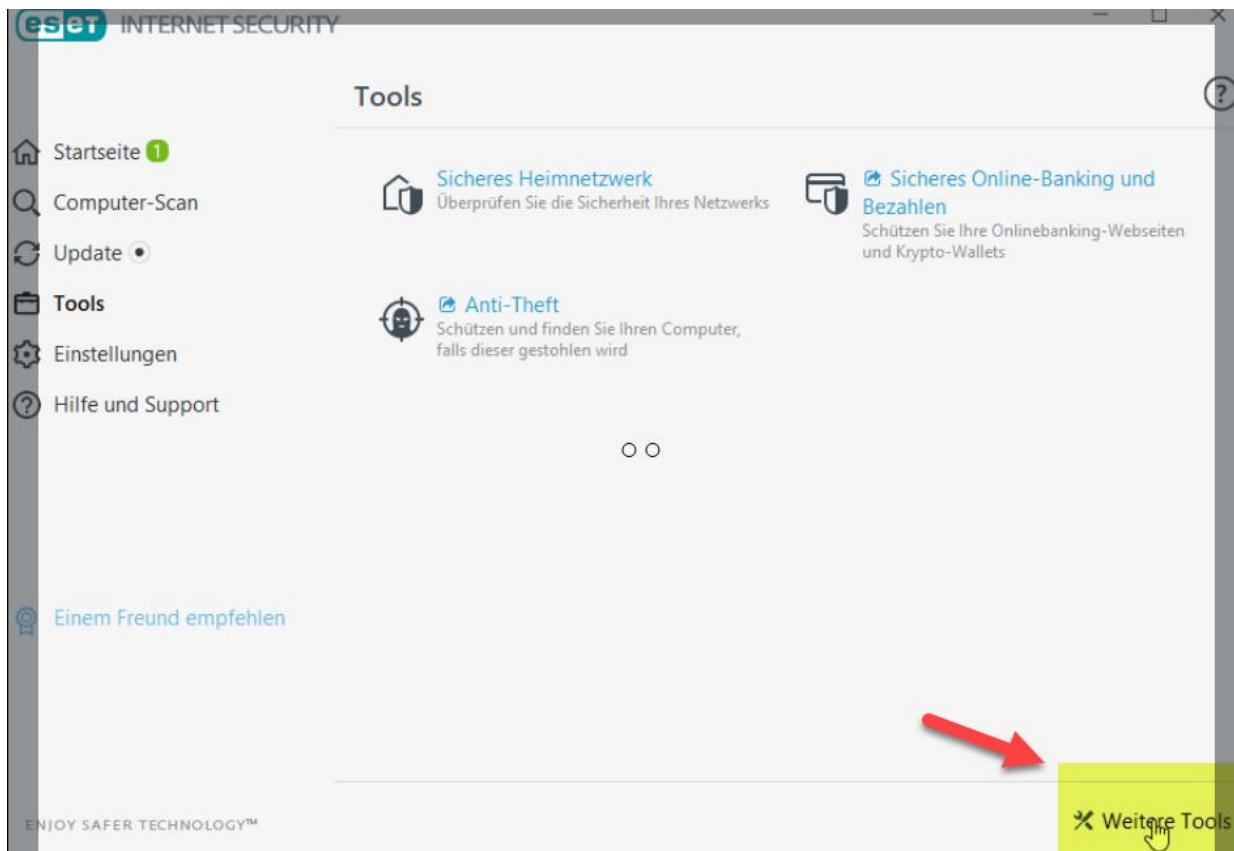 eset INTERNET SECURITY
Tools
Startseite 1
Computer-Scan
Update
Tools
Einstellungen
Hilfe und Support
Einem Freund empfehlen
Sicheres Heimnetzwerk
Überprüfen Sie die Sicherheit Ihres Netzwerks
Sicheres Online-Banking und
Bezahlen
Schützen Sie Ihre Onlinebanking-Webseiten
und Krypto-Wallets
Anti-Theft
Schützen und finden Sie Ihren Computer,
falls dieser gestohlen wird
ENJOY SAFER TECHNOLOGY™
Weitere Tools